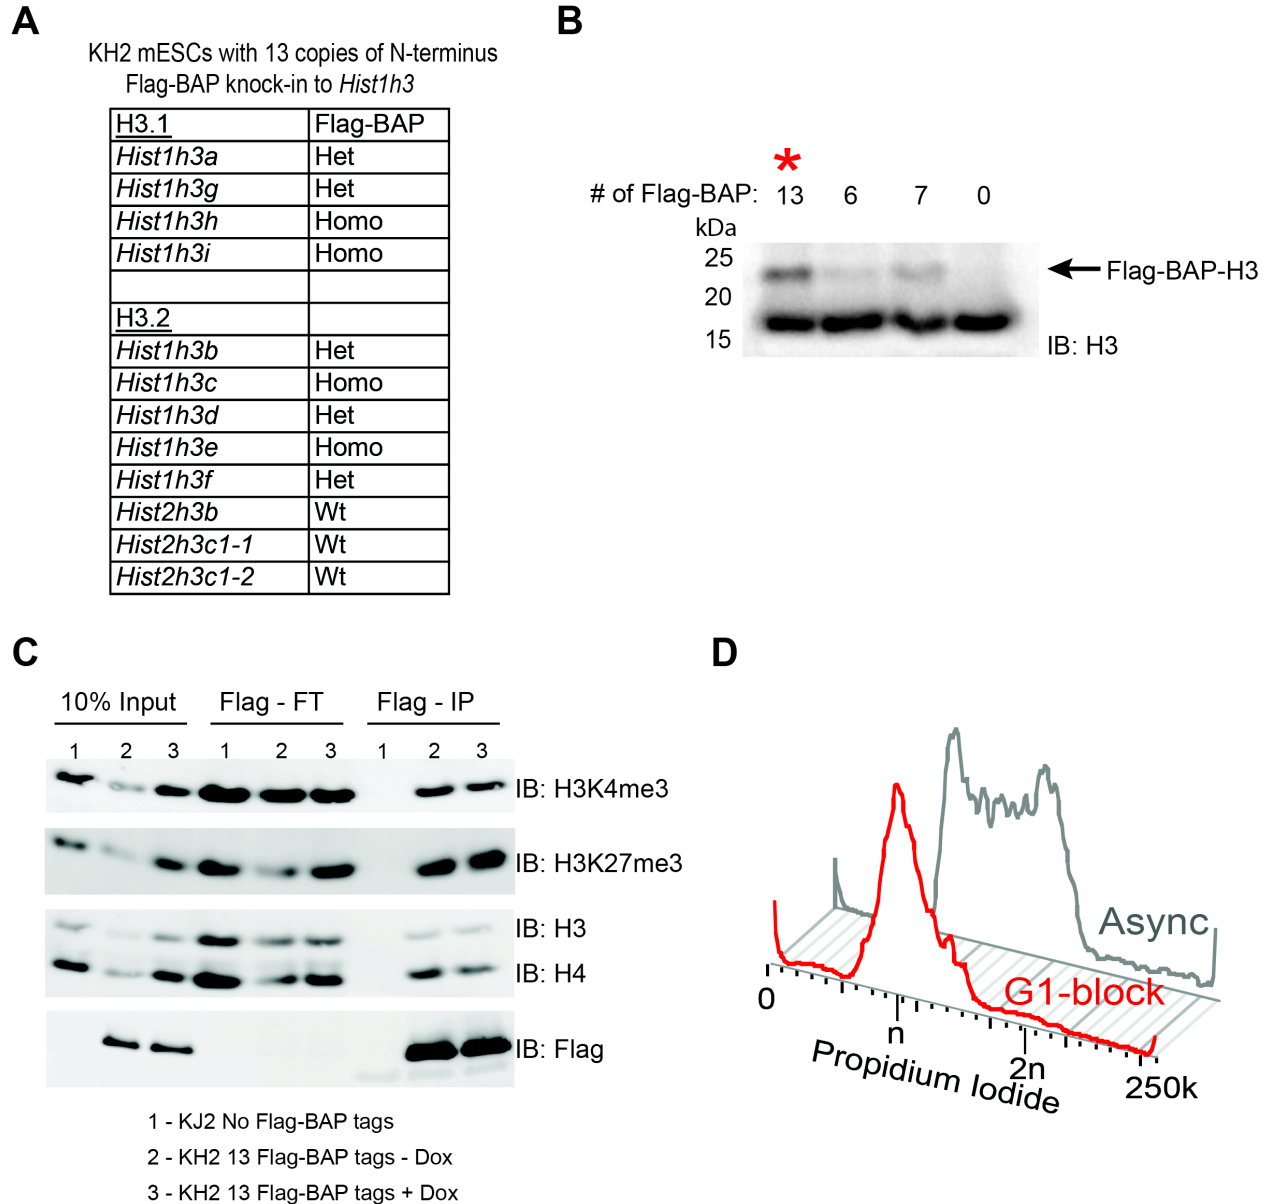 A
KH2 mESCs with 13 copies of N-terminus
Flag-BAP knock-in to Hist1h3
H3.1 Flag-BAP
Hist1h3a Het
Hist1h3g Het
Hist1h3h Homo
Hist1h3i Homo
H3.2
Hist1h3b Het
Hist1h3c Homo
Hist1h3d Het
Hist1h3e Homo
Hist1h3f Het
Hist2h3b Wt
Hist2h3c1-1 Wt
Hist2h3c1-2 Wt
B
*
# of Flag-BAP: 13 6 7 0
kDa
25
20
15
Flag-BAP-H3
IB: H3
C
10% Input Flag - FT Flag - IP
1 2 3 1 2 3 1 2 3
IB: H3K4me3
IB: H3K27me3
IB: H3
IB: H4
IB: Flag
1 - KJ2 No Flag-BAP tags
2 - KH2 13 Flag-BAP tags - Dox
3 - KH2 13 Flag-BAP tags + Dox
D
Async
G1-block
0
n
2n
250k
Propidium Iodide